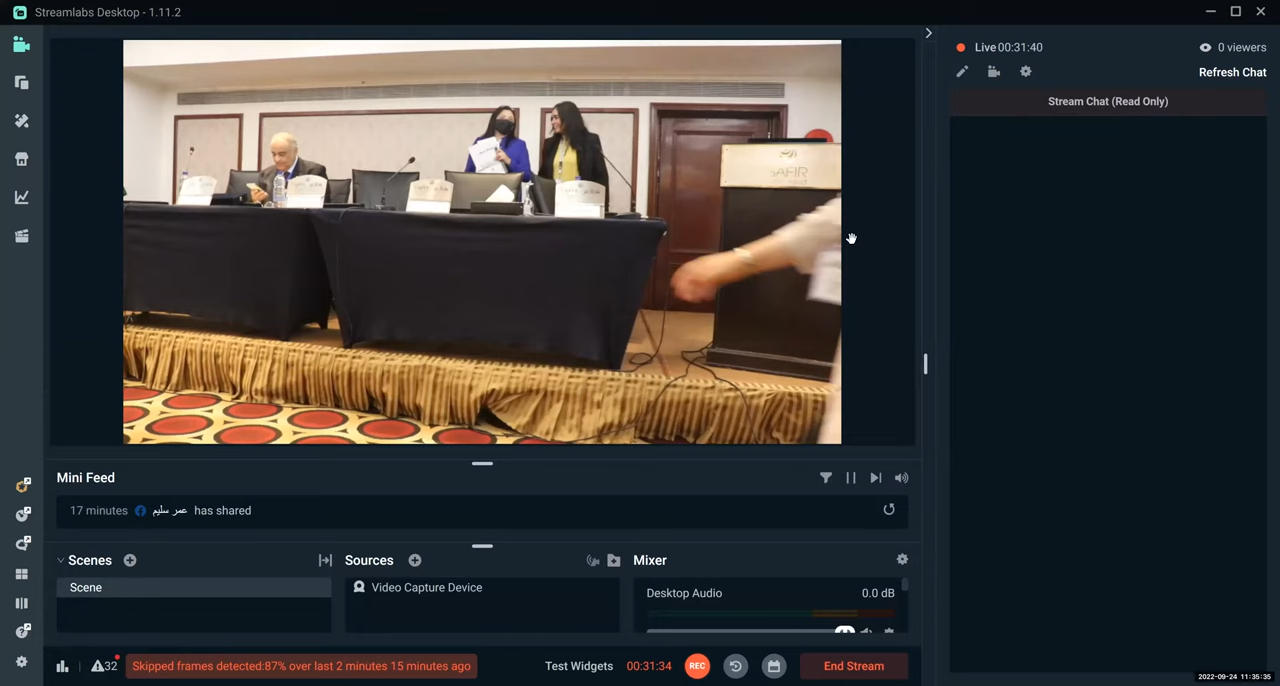 Streamlabs Desktop - 1.11.2
Live 00:31:40
0 viewers
Refresh Chat
Stream Chat (Read Only)
Mini Feed
17 minutes عمر سليم has shared
Scenes
Sources
Mixer
Scene
Video Capture Device
Desktop Audio
0.0 dB
32
Skipped frames detected:87% over last 2 minutes 15 minutes ago
Test Widgets
00:31:34
REC
End Stream
2022-09-24 11:35:35